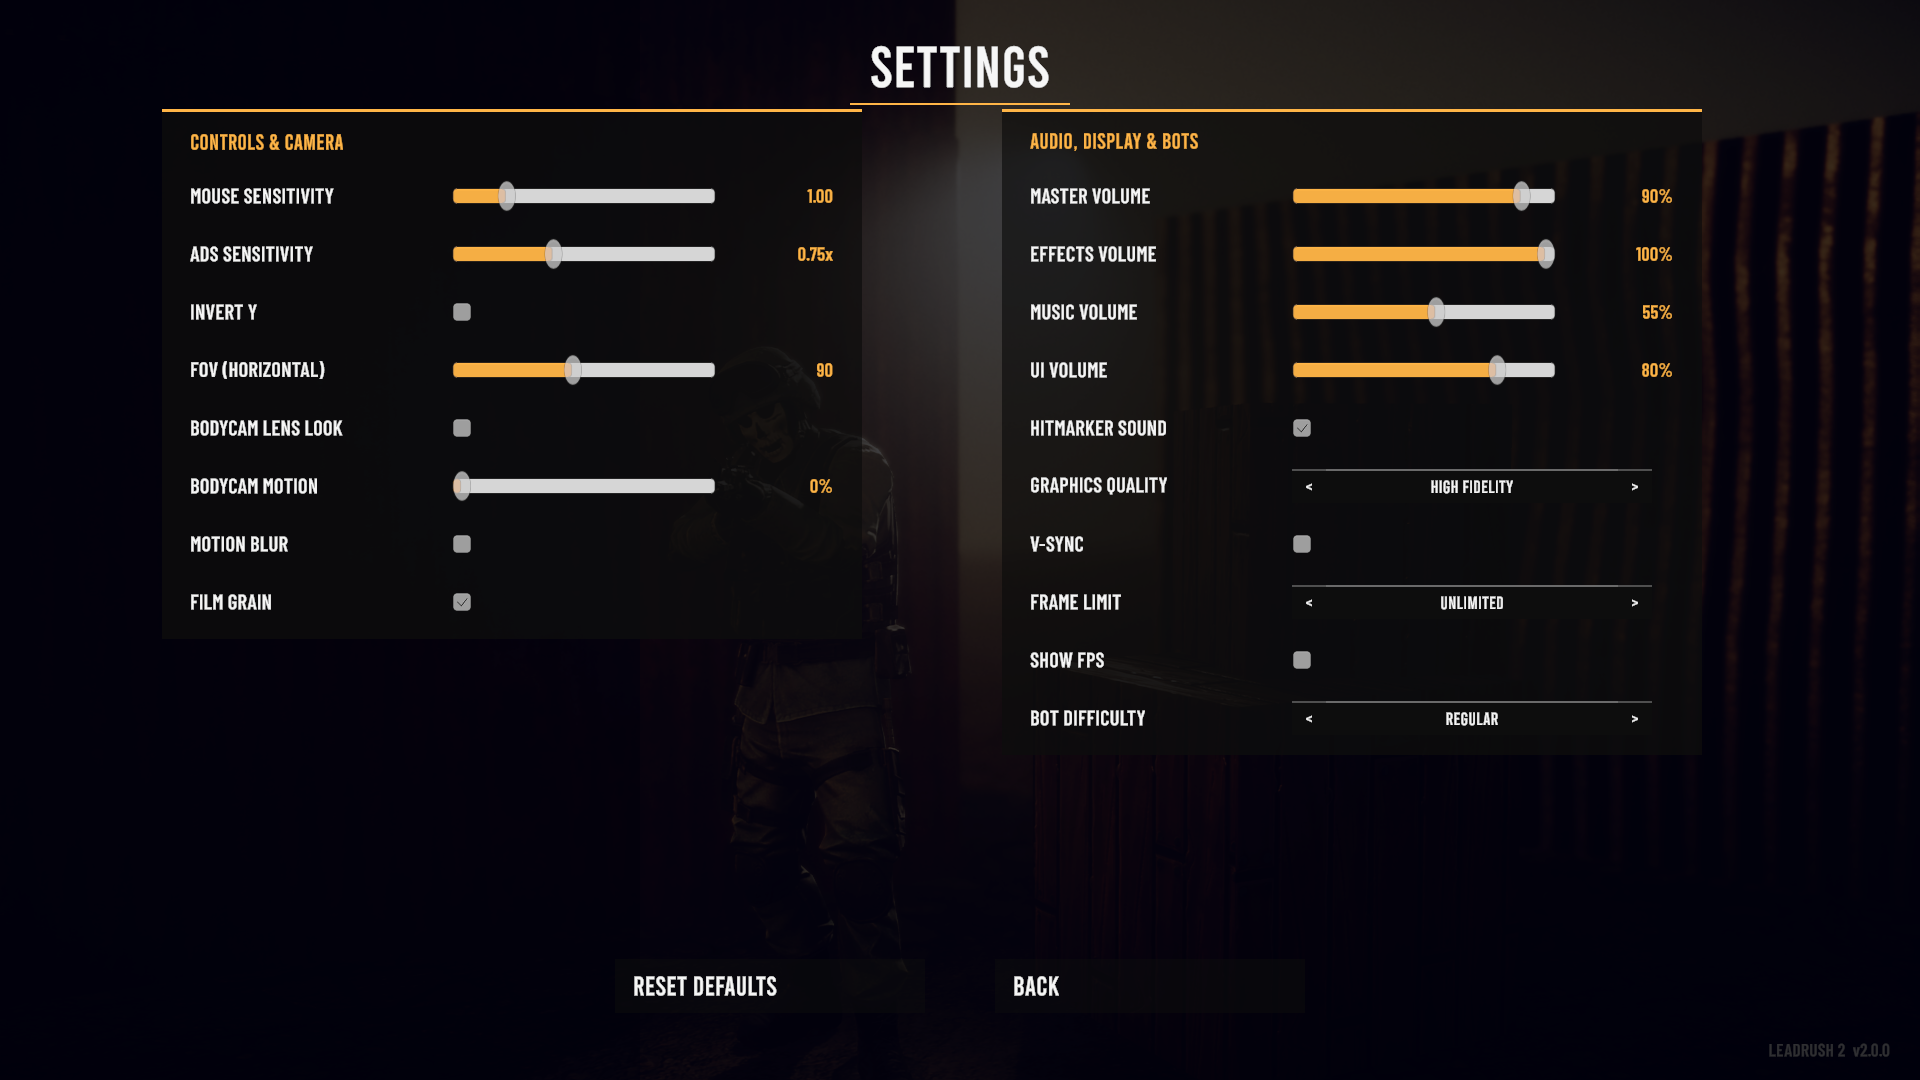 SETTINGS
CONTROLS & CAMERA
MOUSE SENSITIVITY 1.00
ADS SENSITIVITY 0.75x
INVERT Y
FOV (HORIZONTAL) 90
BODYCAM LENS LOOK
BODYCAM MOTION 0%
MOTION BLUR
FILM GRAIN
AUDIO, DISPLAY & BOTS
MASTER VOLUME 90%
EFFECTS VOLUME 100%
MUSIC VOLUME 55%
UI VOLUME 80%
HITMARKER SOUND
GRAPHICS QUALITY < HIGH FIDELITY >
V-SYNC
FRAME LIMIT < UNLIMITED >
SHOW FPS
BOT DIFFICULTY < REGULAR >
RESET DEFAULTS
BACK
LEADRUSH 2 v2.0.0